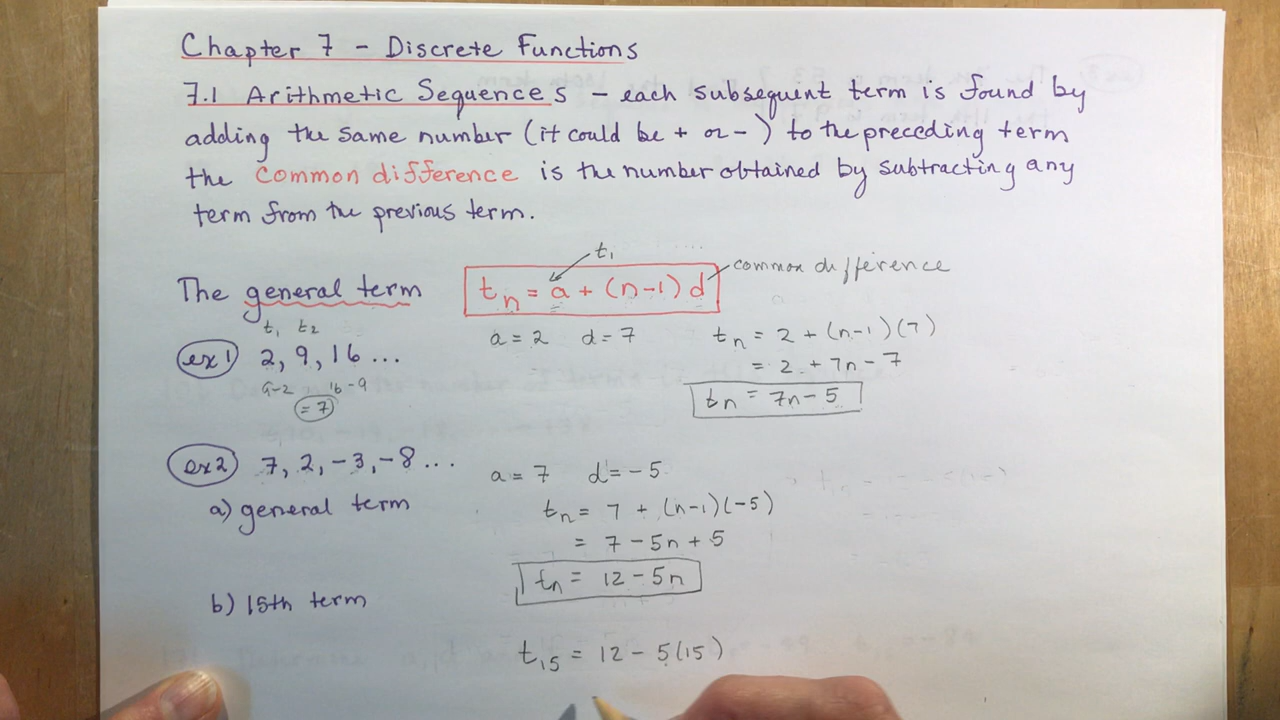 Chapter 7 - Discrete Functions
7.1 Arithmetic Sequences - each subsequent term is found by
adding the same number (it could be + or -) to the preceding term
the common difference is the number obtained by subtracting any
term from the previous term.
t₁
common difference
The general term tₙ = a + (n-1) d
t₁ t₂
a = 2 d = 7 tₙ = 2 + (n-1)(7)
ex1 2, 9, 16 ...
= 2 + 7n - 7
9-2 16-9
tₙ = 7n - 5
= 7
ex2 7, 2, -3, -8 ... a = 7 d = -5
a) general term tₙ = 7 + (n-1)(-5)
= 7 - 5n + 5
tₙ = 12 - 5n
b) 15th term
t₁₅ = 12 - 5(15)